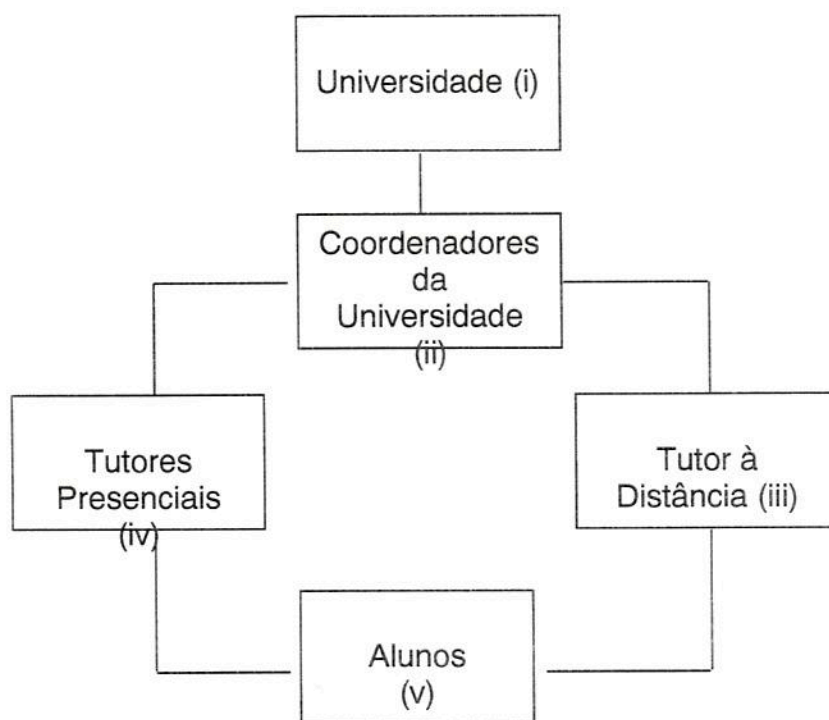 Universidade (i)
Coordenadores
da
Universidade
(ii)
Tutores
Presenciais
(iv)
Tutor à
Distância (iii)
Alunos
(v)